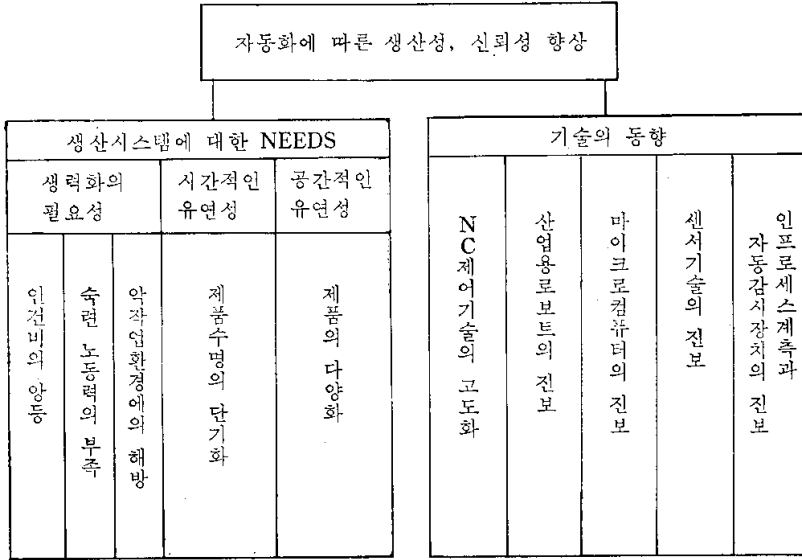 자동화에 따른 생산성, 신뢰성 향상
생산시스템에 대한 NEEDS
생력화의
필요성
시간적인
유연성
공간적인
유연성
인건비의 앙등
숙련 노동력의 부족
악작업환경에의 해방
제품수명의 단기화
제품의 다양화
기술의 동향
NC제어기술의 고도화
산업용로보트의 진보
마이크로컴퓨터의 진보
센서기술의 진보
인프로세스계측과
자동감시장치의 진보